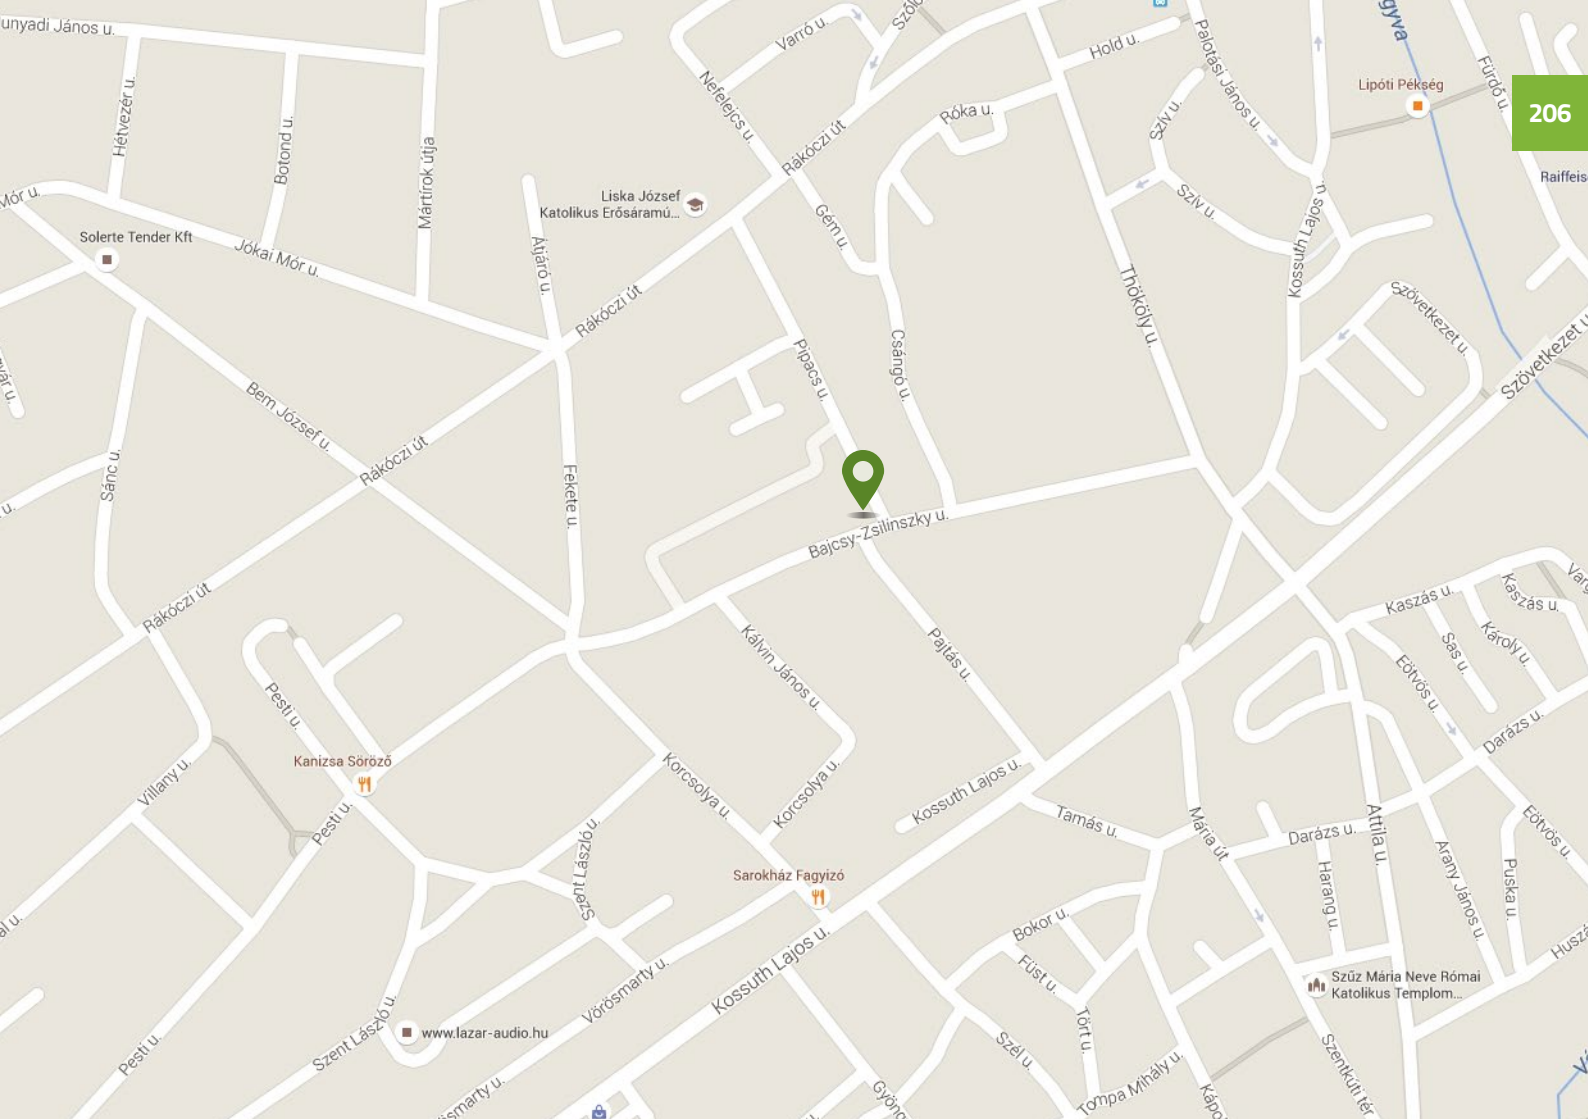 Varró u.
Hold u.
Palotási János u.
Fürdő u.
Lipóti Pékség
206
Hétvezér u.
Botond u.
Mártírok útja
Nefelejcs u.
Rákóczi út
Róka u.
Szív u.
Liska József
Katolikus Erősáramú...
Solerte Tender Kft
Jókai Mór u.
Átjáró u.
Gém u.
Szív u.
Kossuth Lajos
Rákóczi út
Thököly u.
Szövetkezet u.
Pipacs u.
Csángó u.
Szövetkezet u.
Bem József u.
Rákóczi út
Sánc u.
Fekete u.
Bajcsy-Zsilinszky u.
Rákóczi út
Kaszás u.
Kaszás u.
Károly u.
Sas u.
Eötvös u.
Kálvin János u.
Pajtás u.
Pesti u.
Darázs u.
Kanizsa Söröző
Villany u.
Pesti u.
Korcsolya u.
Korcsolya u.
Kossuth Lajos u.
Tamás u.
Mária út
Darázs u.
Attila u.
Eötvös u.
Arany János u.
Puska u.
Harang u.
Szent László u.
Sarokház Fagyizó
Bokor u.
Füst u.
Kossuth Lajos u.
Vörösmarty u.
Szűz Mária Neve Római
Katolikus Templom...
www.lazar-audio.hu
Szent László u.
Pesti u.
Tört u.
Szél u.
Tompa Mihály u.
Szentkúti tér